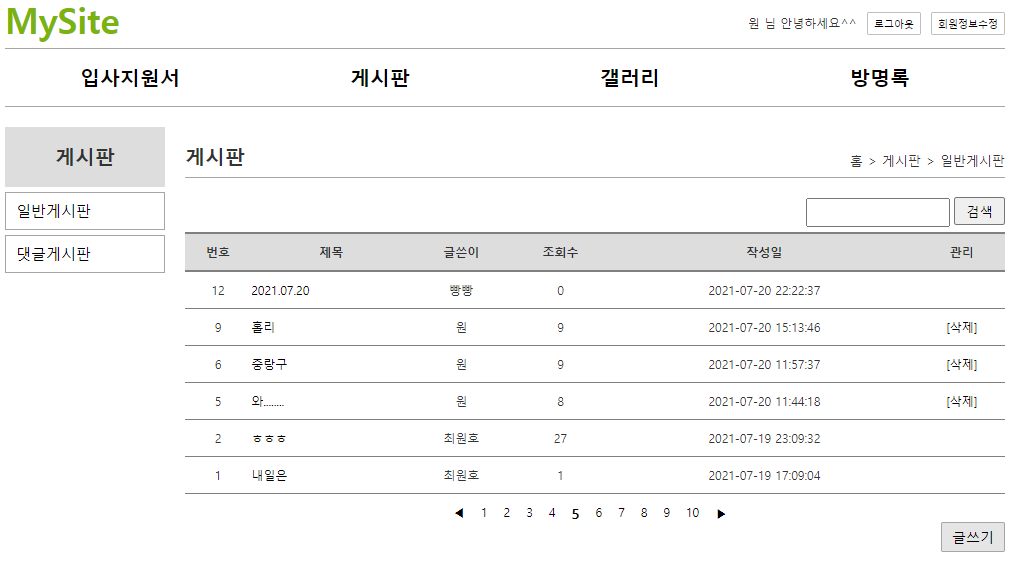 MySite
원 님 안녕하세요^^ 로그아웃 회원정보수정
입사지원서 게시판 갤러리 방명록
게시판
일반게시판
댓글게시판
게시판
홈 > 게시판 > 일반게시판
검색
번호 제목 글쓴이 조회수 작성일 관리
12 2021.07.20 빵빵 0 2021-07-20 22:22:37
9 홀리 원 9 2021-07-20 15:13:46 [삭제]
6 중랑구 원 9 2021-07-20 11:57:37 [삭제]
5 와........ 원 8 2021-07-20 11:44:18 [삭제]
2 ㅎㅎㅎ 최원호 27 2021-07-19 23:09:32
1 내일은 최원호 1 2021-07-19 17:09:04
◀ 1 2 3 4 5 6 7 8 9 10 ▶
글쓰기